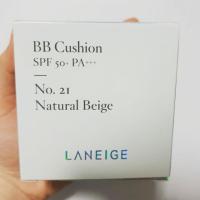 BB Cushion
SPF 50+ PA+++
No. 21
Natural Beige
LANEIGE